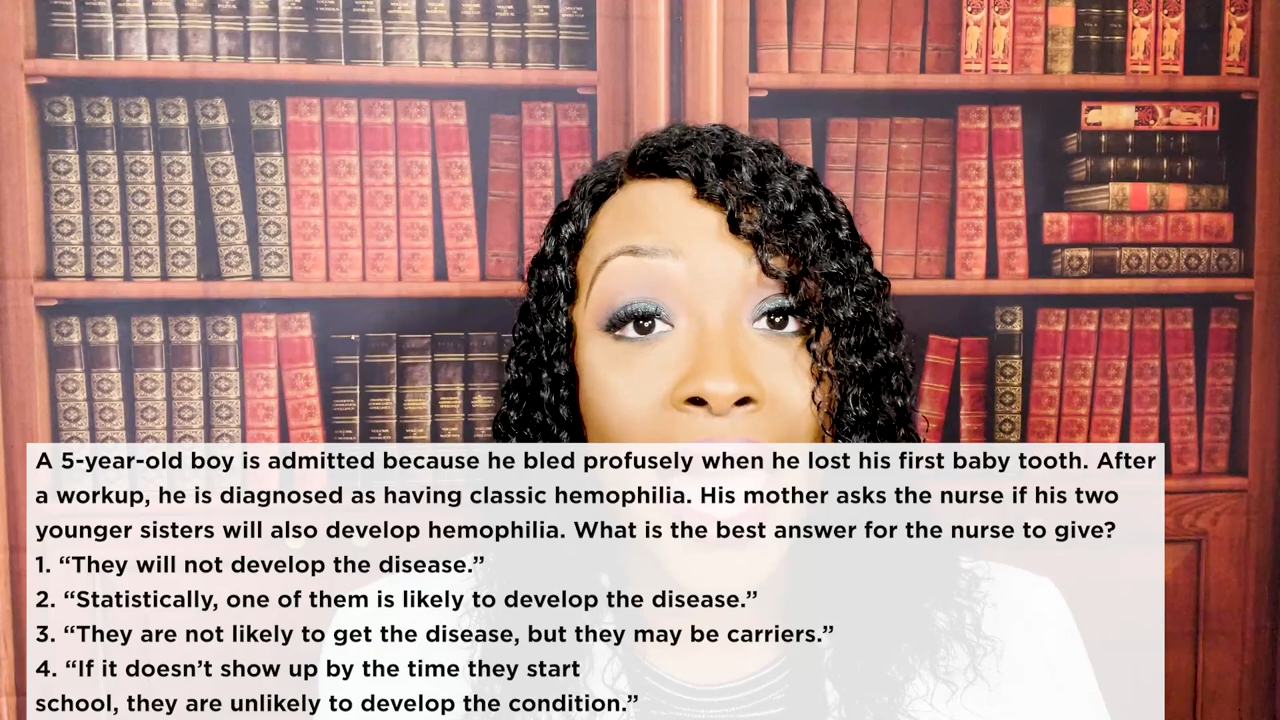 A 5-year-old boy is admitted because he bled profusely when he lost his first baby tooth. After
a workup, he is diagnosed as having classic hemophilia. His mother asks the nurse if his two
younger sisters will also develop hemophilia. What is the best answer for the nurse to give?
1. “They will not develop the disease.”
2. “Statistically, one of them is likely to develop the disease.”
3. “They are not likely to get the disease, but they may be carriers.”
4. “If it doesn’t show up by the time they start
school, they are unlikely to develop the condition.”